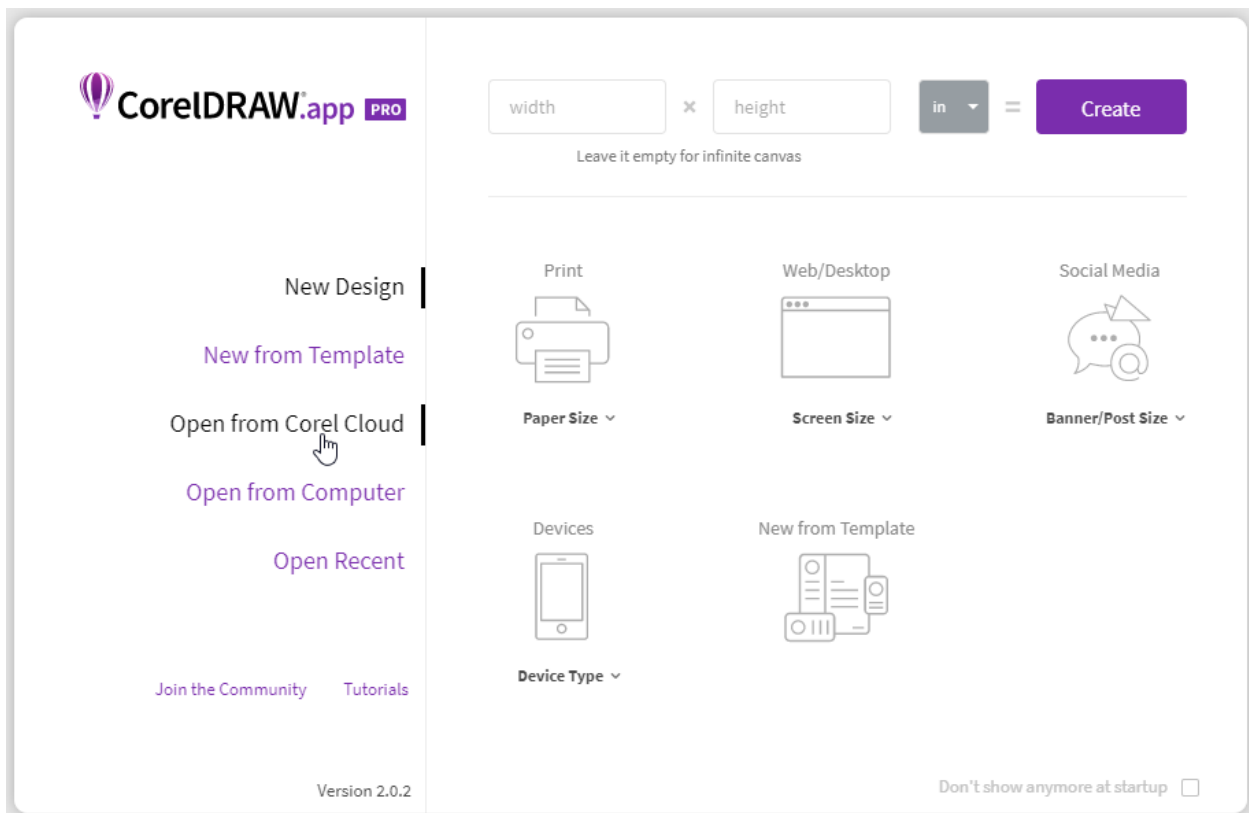 CorelDRAW.app PRO
New Design
New from Template
Open from Corel Cloud
Open from Computer
Open Recent
Join the Community Tutorials
Version 2.0.2
width × height in = Create
Leave it empty for infinite canvas
Print Web/Desktop Social Media
Paper Size Screen Size Banner/Post Size
Devices New from Template
Device Type
Don't show anymore at startup